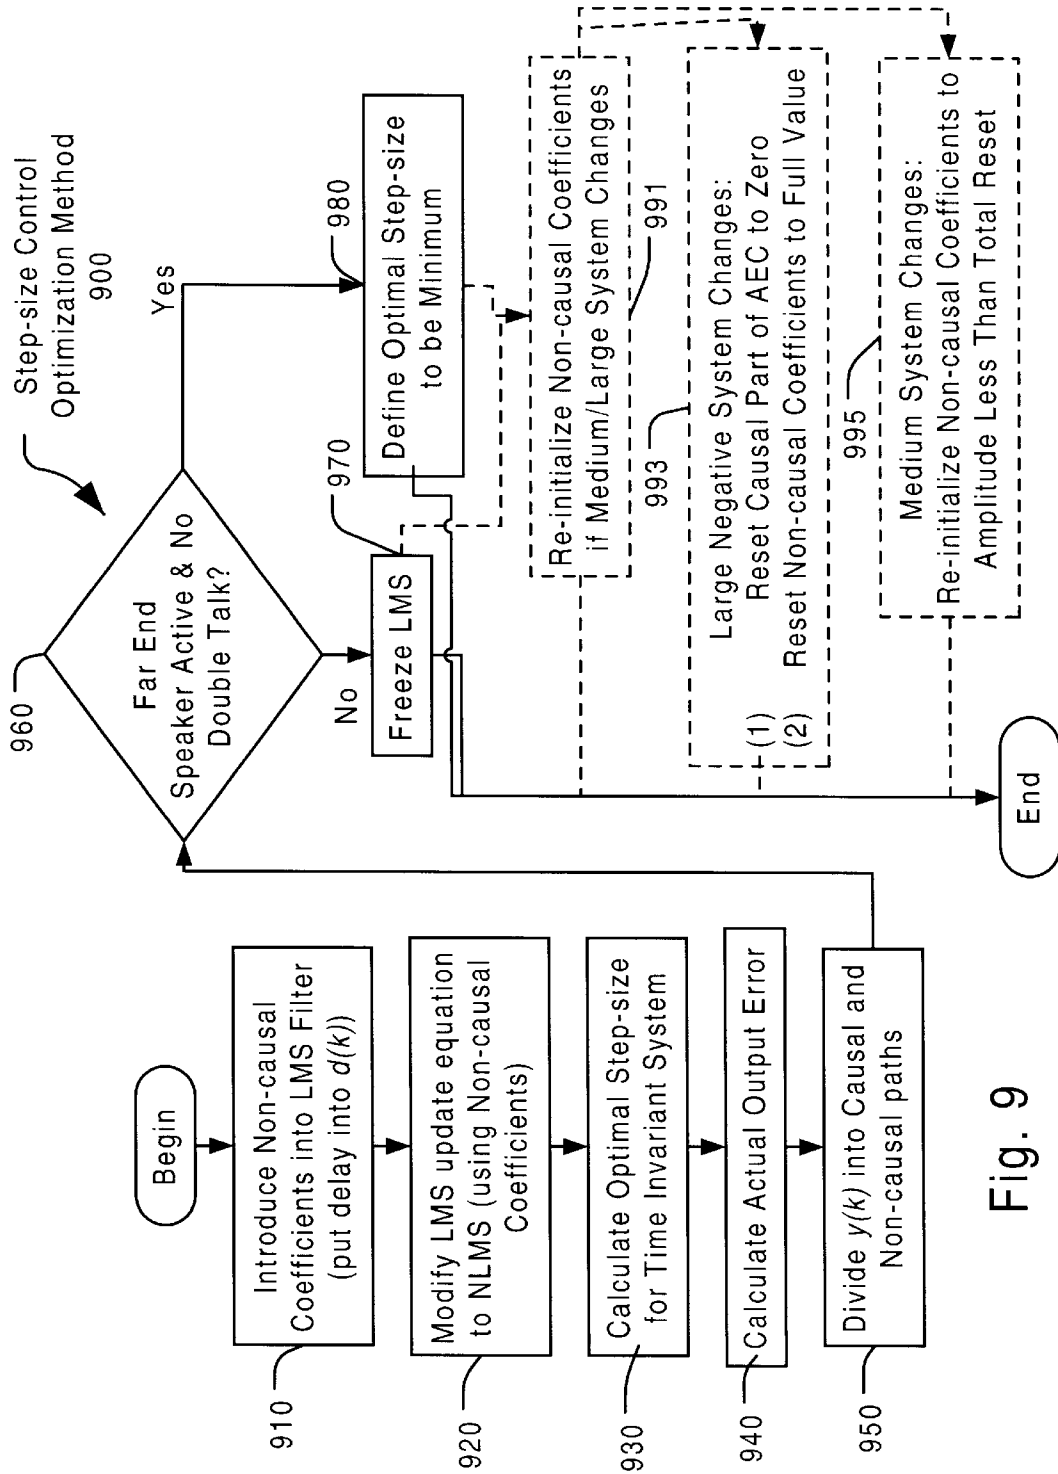 Step-size Control
Optimization Method
900
Begin
910
Introduce Non-causal
Coefficients into LMS Filter
(put delay into d(k))
920
Modify LMS update equation
to NLMS (using Non-causal
Coefficients)
930
Calculate Optimal Step-size
for Time Invariant System
940
Calculate Actual Output Error
950
Divide y(k) into Causal and
Non-causal paths
960
Far End
Speaker Active & No
Double Talk?
Yes
No
970
Freeze LMS
980
Define Optimal Step-size
to be Minimum
991
Re-initialize Non-causal Coefficients
if Medium/Large System Changes
993
Large Negative System Changes:
(1) Reset Causal Part of AEC to Zero
(2) Reset Non-causal Coefficients to Full Value
995
Medium System Changes:
Re-initialize Non-causal Coefficients to
Amplitude Less Than Total Reset
End
Fig. 9